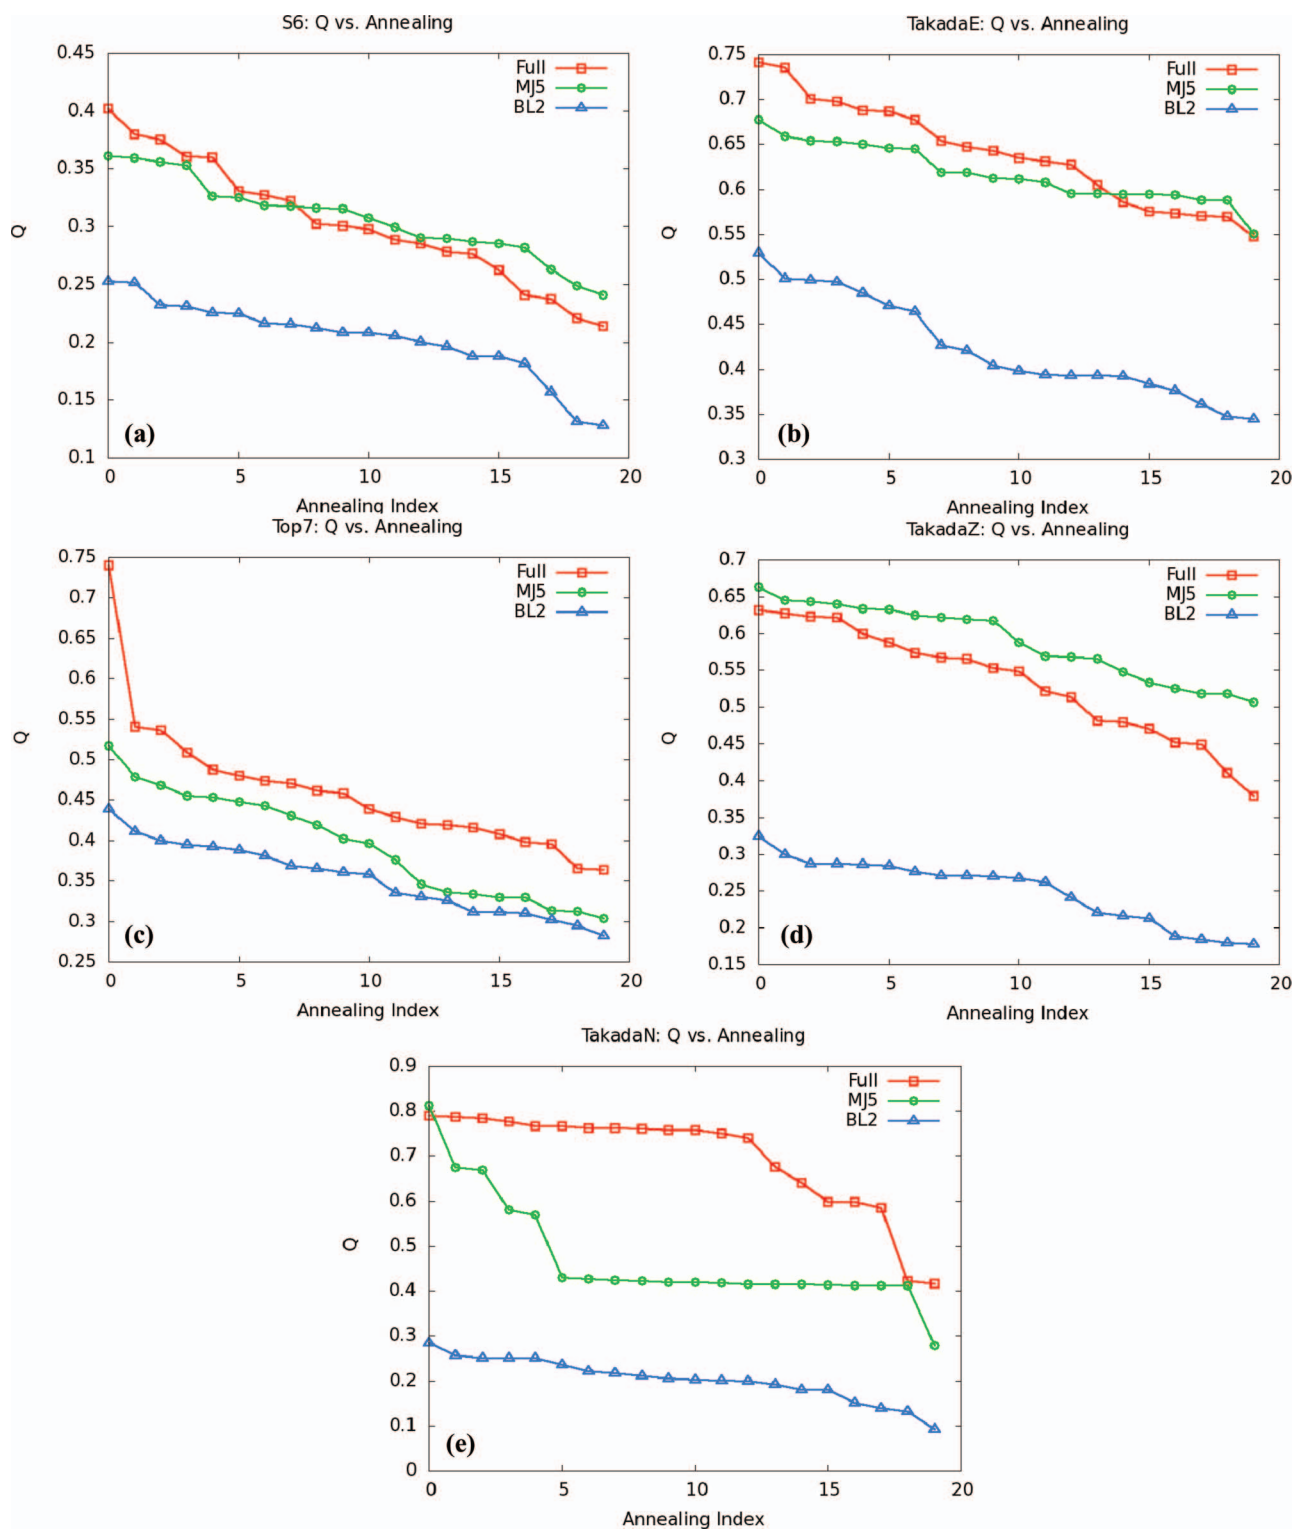 S6: Q vs. Annealing
0.45
0.4
0.35
0.3
0.25
0.2
0.15
0.1
Q
Full
MJ5
BL2
(a)
0 5 10 15 20
Annealing Index
TakadaE: Q vs. Annealing
0.75
0.7
0.65
0.6
0.55
0.5
0.45
0.4
0.35
0.3
Q
Full
MJ5
BL2
(b)
0 5 10 15 20
Annealing Index
Top7: Q vs. Annealing
0.75
0.7
0.65
0.6
0.55
0.5
0.45
0.4
0.35
0.3
0.25
Q
Full
MJ5
BL2
(c)
0 5 10 15 20
Annealing Index
TakadaZ: Q vs. Annealing
0.7
0.65
0.6
0.55
0.5
0.45
0.4
0.35
0.3
0.25
0.2
0.15
Q
Full
MJ5
BL2
(d)
0 5 10 15 20
Annealing Index
TakadaN: Q vs. Annealing
0.9
0.8
0.7
0.6
0.5
0.4
0.3
0.2
0.1
0
Q
Full
MJ5
BL2
(e)
0 5 10 15 20
Annealing Index